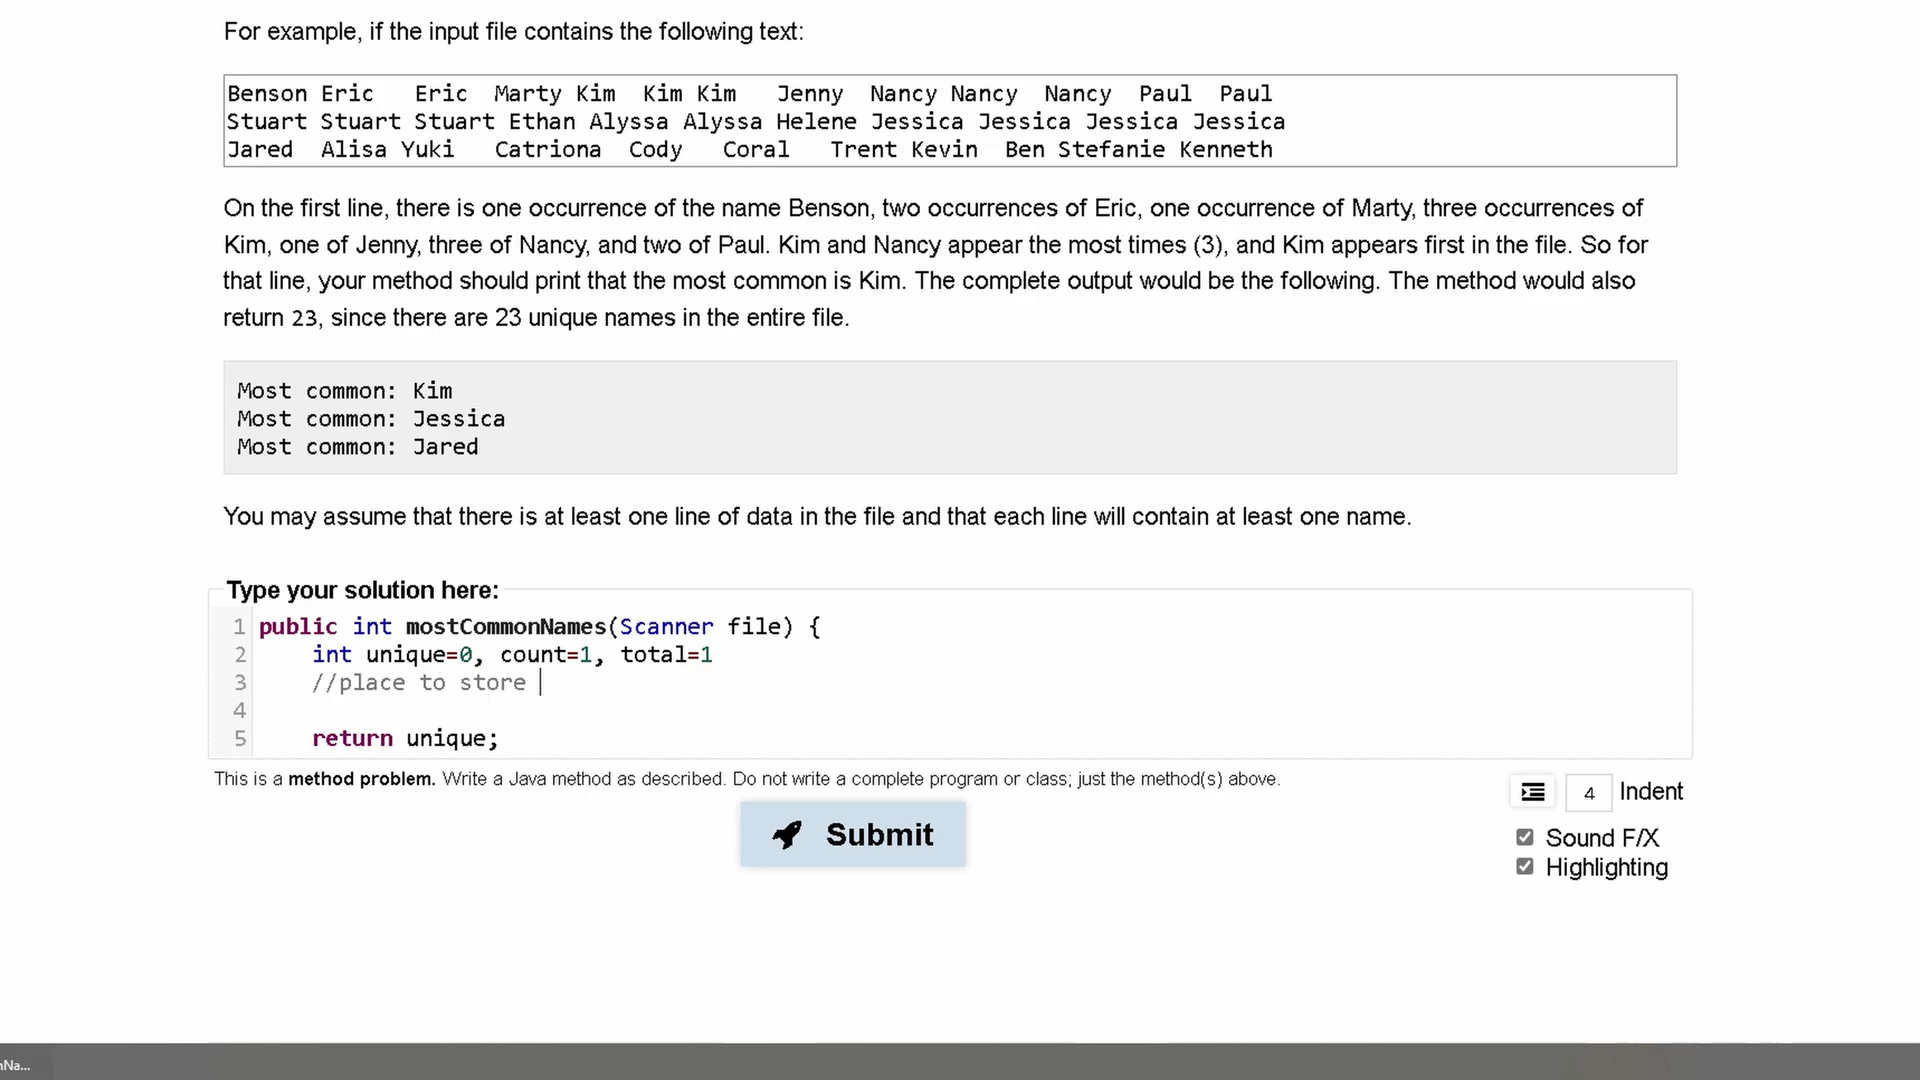 For example, if the input file contains the following text:
Benson Eric   Eric  Marty Kim  Kim Kim   Jenny  Nancy Nancy  Nancy  Paul  Paul
Stuart Stuart Stuart Ethan Alyssa Alyssa Helene Jessica Jessica Jessica Jessica
Jared  Alisa Yuki   Catriona  Cody   Coral   Trent Kevin  Ben Stefanie Kenneth
On the first line, there is one occurrence of the name Benson, two occurrences of Eric, one occurrence of Marty, three occurrences of
Kim, one of Jenny, three of Nancy, and two of Paul. Kim and Nancy appear the most times (3), and Kim appears first in the file. So for
that line, your method should print that the most common is Kim. The complete output would be the following. The method would also
return 23, since there are 23 unique names in the entire file.
Most common: Kim
Most common: Jessica
Most common: Jared
You may assume that there is at least one line of data in the file and that each line will contain at least one name.
Type your solution here:
1 public int mostCommonNames(Scanner file) {
2     int unique=0, count=1, total=1
3     //place to store
4
5     return unique;
This is a method problem. Write a Java method as described. Do not write a complete program or class; just the method(s) above.
4 Indent
Submit
Sound F/X
Highlighting
nNa...